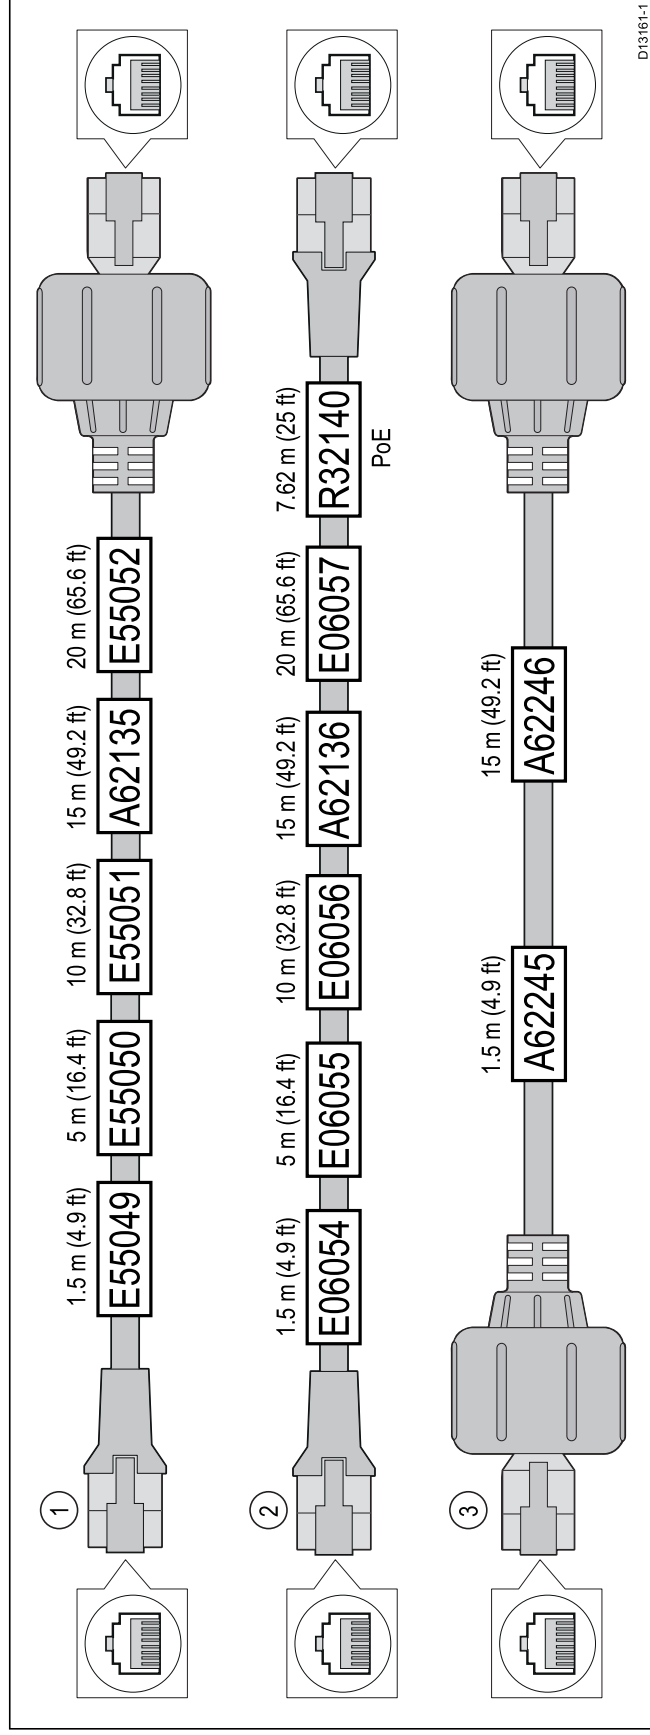 1
1.5 m (4.9 ft)
E55049
5 m (16.4 ft)
E55050
10 m (32.8 ft)
E55051
15 m (49.2 ft)
A62135
20 m (65.6 ft)
E55052
2
1.5 m (4.9 ft)
E06054
5 m (16.4 ft)
E06055
10 m (32.8 ft)
E06056
15 m (49.2 ft)
A62136
20 m (65.6 ft)
E06057
7.62 m (25 ft)
R32140
PoE
3
1.5 m (4.9 ft)
A62245
15 m (49.2 ft)
A62246
D13161-1